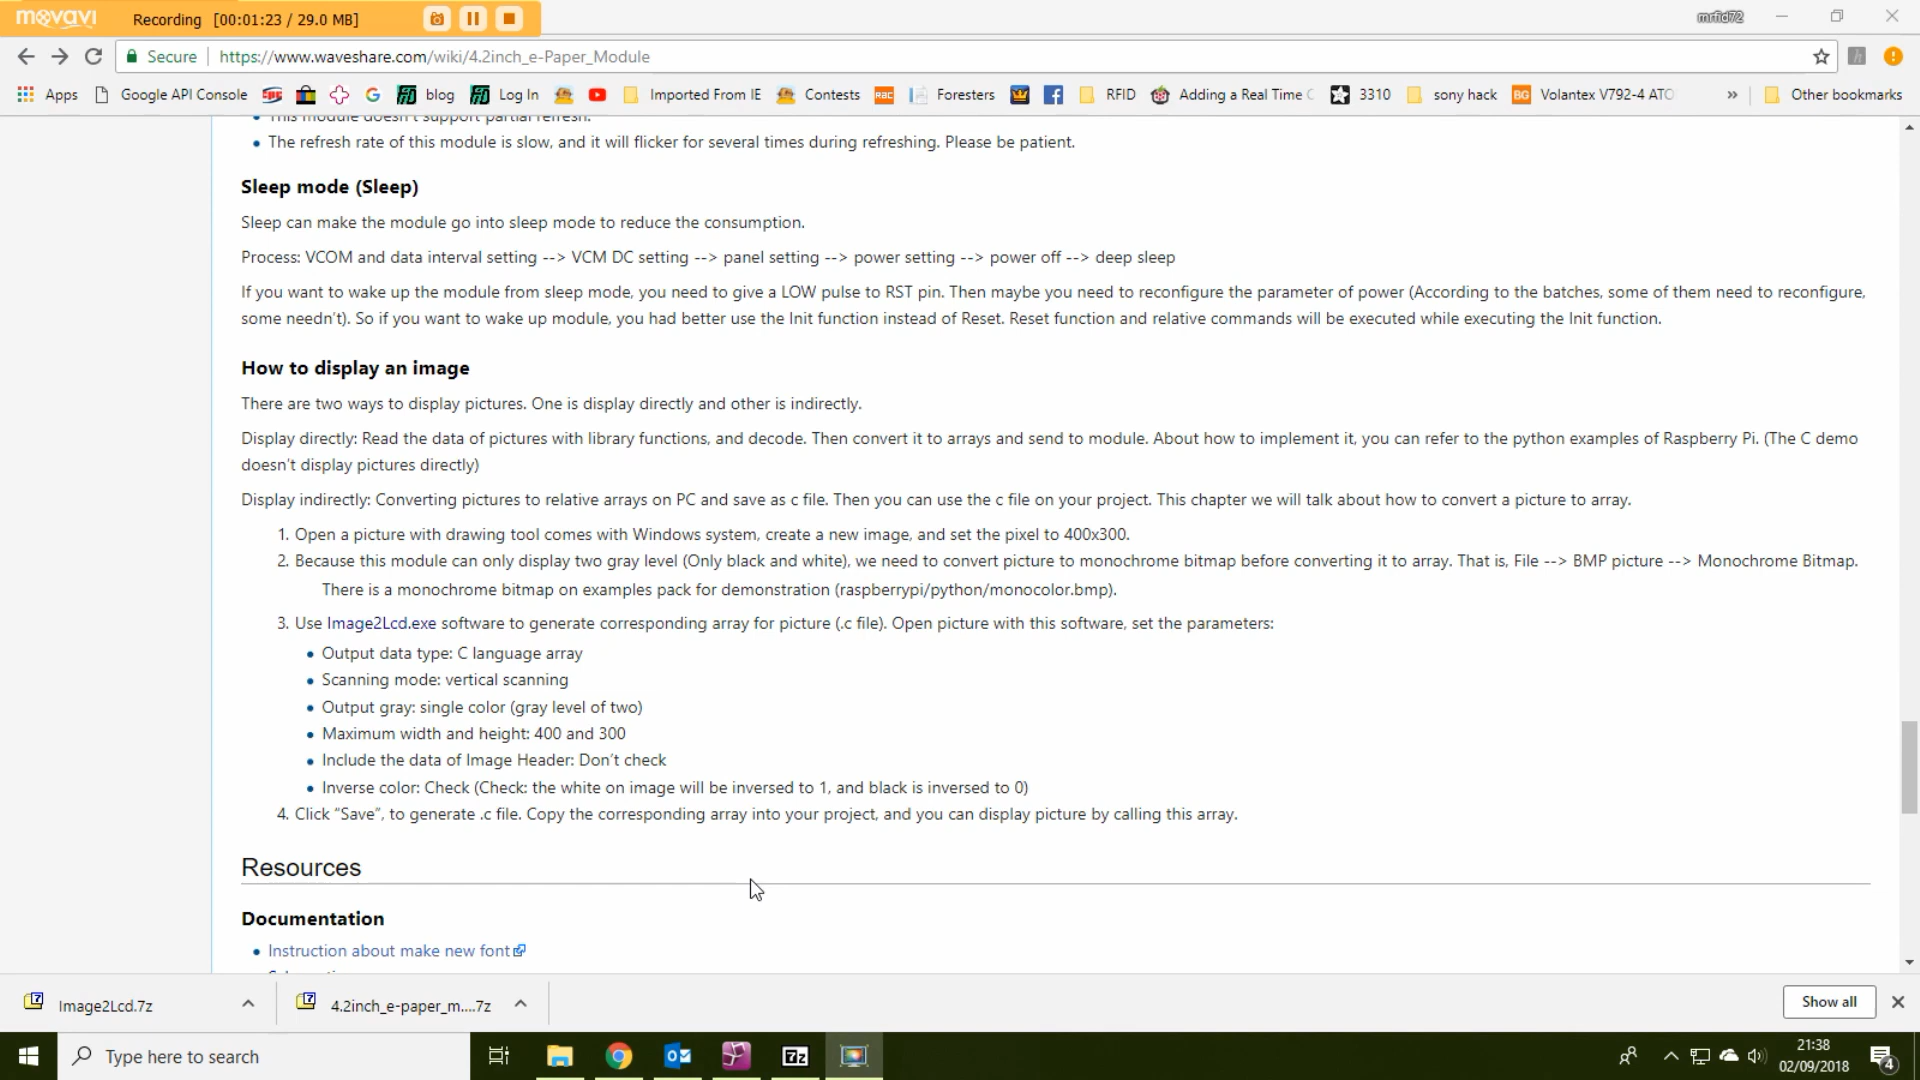 movavi Recording [00:01:23 / 29.0 MB] mrfid72
Secure https://www.waveshare.com/wiki/4.2inch_e-Paper_Module
Apps Google API Console blog Log In Imported From IE Contests RAC Foresters RFID Adding a Real Time C 3310 sony hack BG Volantex V792-4 ATO » Other bookmarks
This module doesn't support partial refresh.
The refresh rate of this module is slow, and it will flicker for several times during refreshing. Please be patient.
Sleep mode (Sleep)
Sleep can make the module go into sleep mode to reduce the consumption.
Process: VCOM and data interval setting --> VCM DC setting --> panel setting --> power setting --> power off --> deep sleep
If you want to wake up the module from sleep mode, you need to give a LOW pulse to RST pin. Then maybe you need to reconfigure the parameter of power (According to the batches, some of them need to reconfigure,
some needn't). So if you want to wake up module, you had better use the Init function instead of Reset. Reset function and relative commands will be executed while executing the Init function.
How to display an image
There are two ways to display pictures. One is display directly and other is indirectly.
Display directly: Read the data of pictures with library functions, and decode. Then convert it to arrays and send to module. About how to implement it, you can refer to the python examples of Raspberry Pi. (The C demo
doesn't display pictures directly)
Display indirectly: Converting pictures to relative arrays on PC and save as c file. Then you can use the c file on your project. This chapter we will talk about how to convert a picture to array.
1. Open a picture with drawing tool comes with Windows system, create a new image, and set the pixel to 400x300.
2. Because this module can only display two gray level (Only black and white), we need to convert picture to monochrome bitmap before converting it to array. That is, File --> BMP picture --> Monochrome Bitmap.
There is a monochrome bitmap on examples pack for demonstration (raspberrypi/python/monocolor.bmp).
3. Use Image2Lcd.exe software to generate corresponding array for picture (.c file). Open picture with this software, set the parameters:
Output data type: C language array
Scanning mode: vertical scanning
Output gray: single color (gray level of two)
Maximum width and height: 400 and 300
Include the data of Image Header: Don't check
Inverse color: Check (Check: the white on image will be inversed to 1, and black is inversed to 0)
4. Click “Save”, to generate .c file. Copy the corresponding array into your project, and you can display picture by calling this array.
Resources
Documentation
Instruction about make new font
Image2Lcd.7z 4.2inch_e-paper_m....7z Show all
Type here to search 7z 21:38
02/09/2018 4